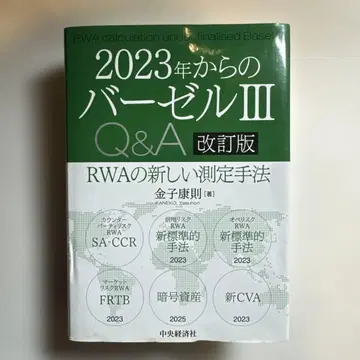 RWA calculation under finalised Basel
2023年からの
バーゼルⅢ
Q&A 改訂版
RWAの新しい測定手法
金子康則[著]
KANEKO, Yasunori
カウンターパーティリスク
RWA
SA-CCR
2023
信用リスク
RWA
新標準的
手法
2023
オペリスク
RWA
新標準的
手法
2023
マーケット
リスクRWA
FRTB
2023
暗号資産
2025
新CVA
2023
中央経済社